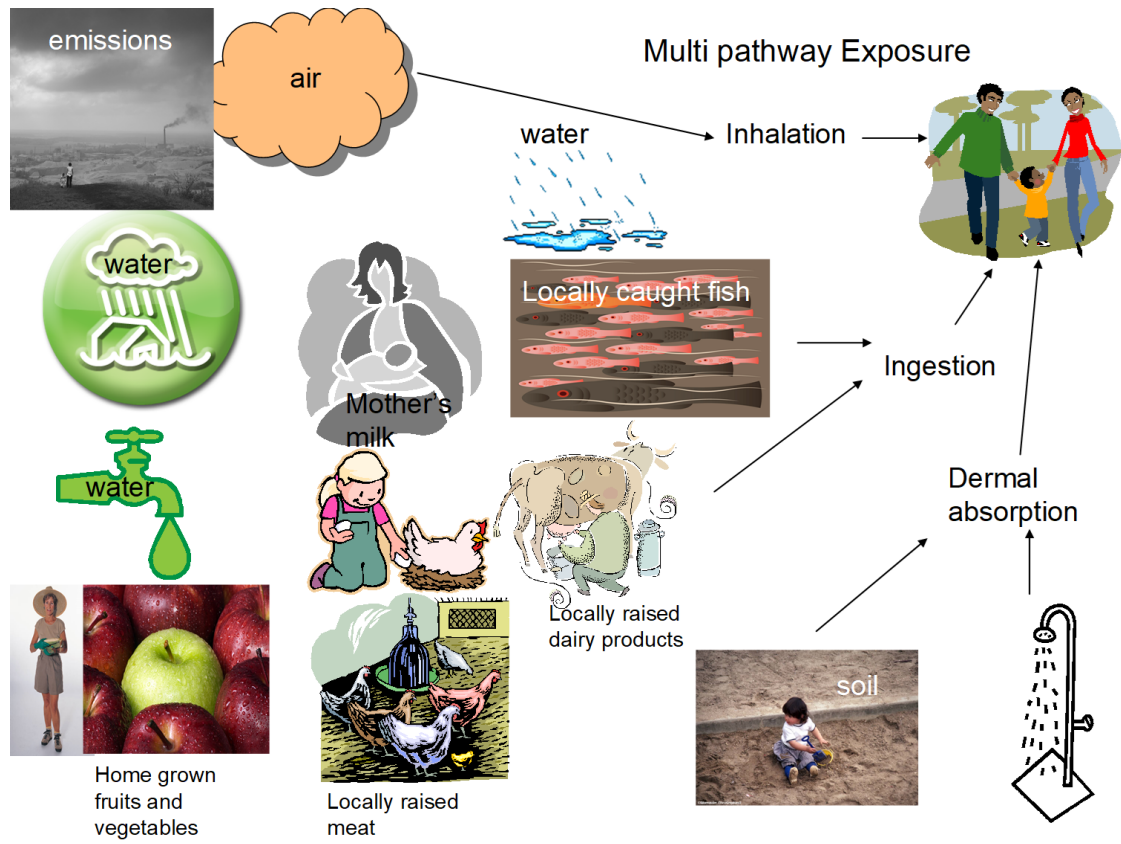 emissions
air
Multi pathway Exposure
water
Inhalation
water
Locally caught fish
Ingestion
Mother's
milk
water
Dermal
absorption
Locally raised
dairy products
soil
Home grown
fruits and
vegetables
Locally raised
meat